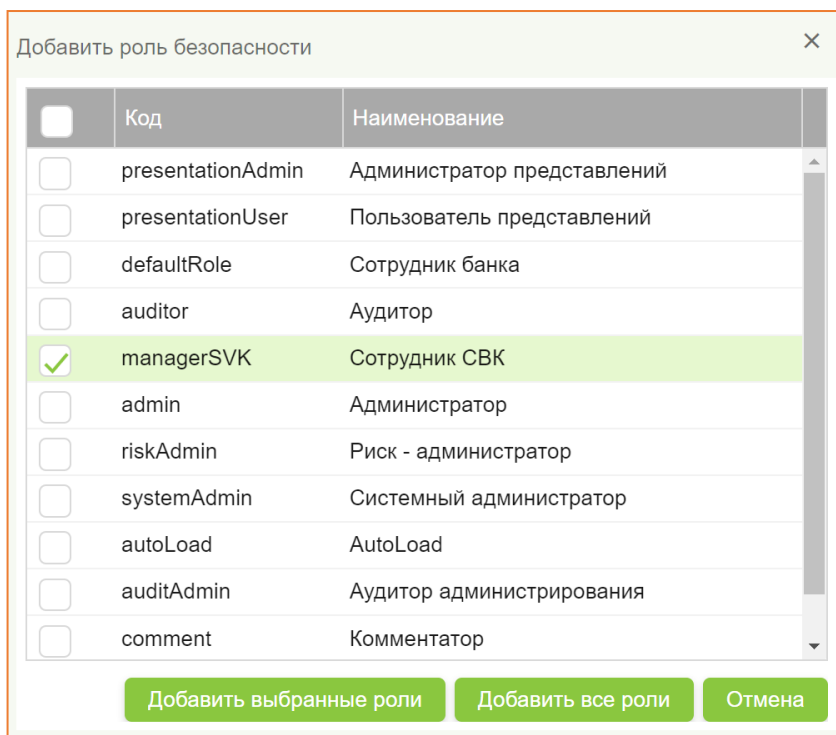 Добавить роль безопасности
Код Наименование
presentationAdmin Администратор представлений
presentationUser Пользователь представлений
defaultRole Сотрудник банка
auditor Аудитор
managerSVK Сотрудник СВК
admin Администратор
riskAdmin Риск - администратор
systemAdmin Системный администратор
autoLoad AutoLoad
auditAdmin Аудитор администрирования
comment Комментатор
Добавить выбранные роли Добавить все роли Отмена